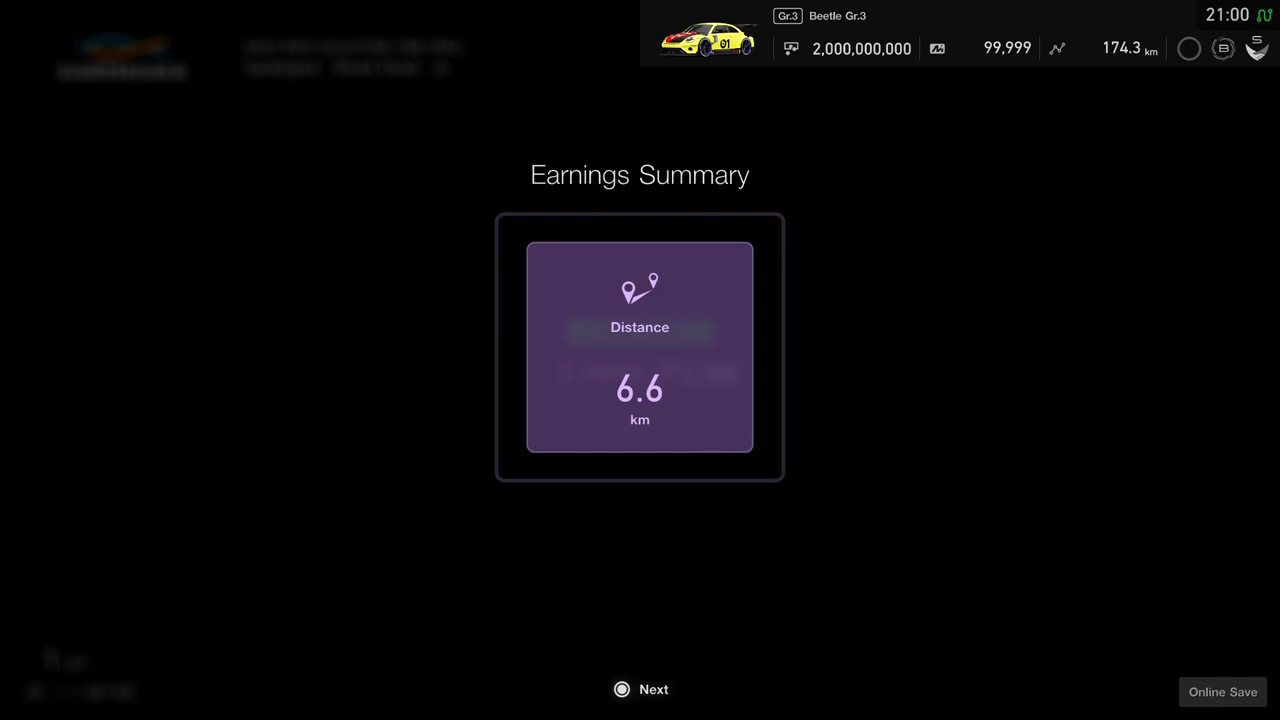 Gr.3 Beetle Gr.3
21:00
2,000,000,000 99,999 174.3 km B S
01
Earnings Summary
Distance
6.6
km
Next
Online Save